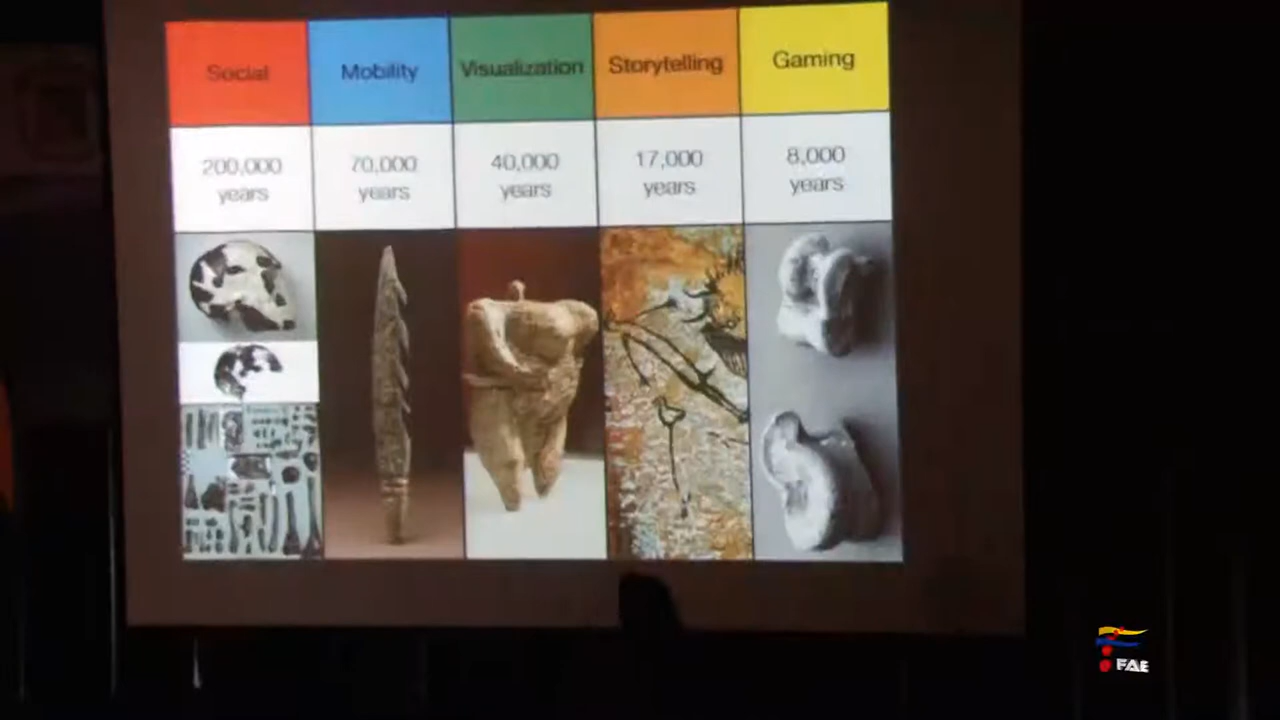 Social
Mobility
Visualization
Storytelling
Gaming
200,000
years
70,000
years
40,000
years
17,000
years
8,000
years
FAE